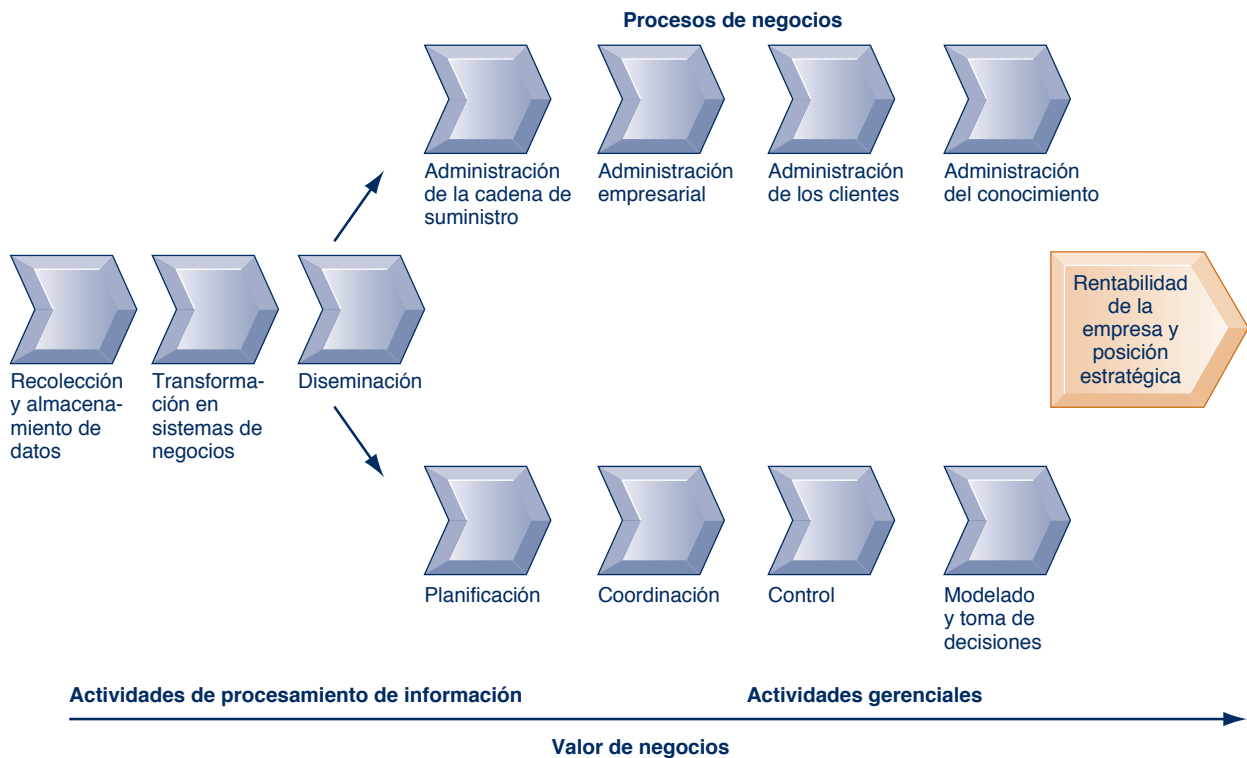 Procesos de negocios
Administración
de la cadena de
suministro
Administración
empresarial
Administración
de los clientes
Administración
del conocimiento
Recolección
y almacena-
miento de
datos
Transforma-
ción en
sistemas de
negocios
Diseminación
Rentabilidad
de la
empresa y
posición
estratégica
Planificación
Coordinación
Control
Modelado
y toma de
decisiones
Actividades de procesamiento de información
Actividades gerenciales
Valor de negocios